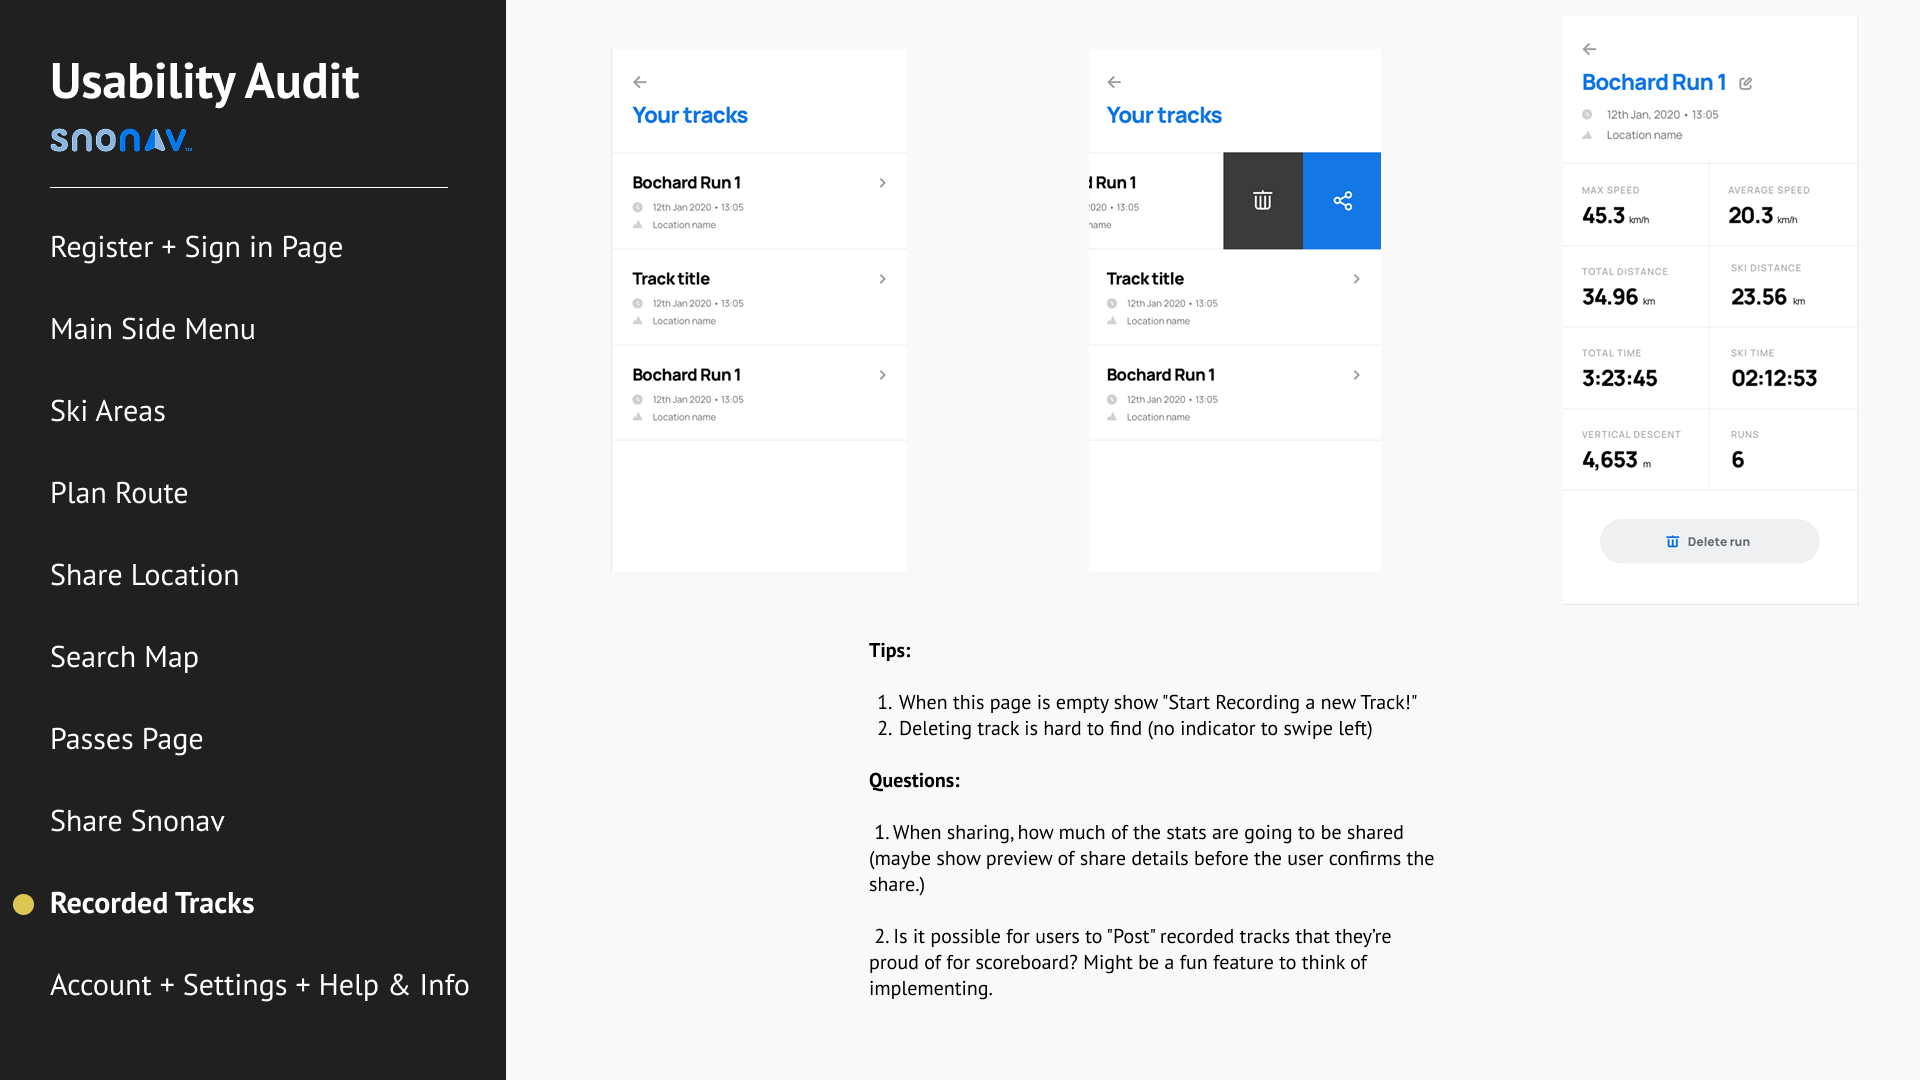 Usability Audit
snonav™
Register + Sign in Page
Main Side Menu
Ski Areas
Plan Route
Share Location
Search Map
Passes Page
Share Snonav
Recorded Tracks
Account + Settings + Help & Info
Your tracks
Bochard Run 1
12th Jan 2020 • 13:05
Location name
Track title
12th Jan 2020 • 13:05
Location name
Bochard Run 1
12th Jan 2020 • 13:05
Location name
Your tracks
d Run 1
2020 • 13:05
name
Track title
12th Jan 2020 • 13:05
Location name
Bochard Run 1
12th Jan 2020 • 13:05
Location name
Bochard Run 1
12th Jan, 2020 • 13:05
Location name
MAX SPEED
45.3 km/h
AVERAGE SPEED
20.3 km/h
TOTAL DISTANCE
34.96 km
SKI DISTANCE
23.56 km
TOTAL TIME
3:23:45
SKI TIME
02:12:53
VERTICAL DESCENT
4,653 m
RUNS
6
Delete run
Tips:
1. When this page is empty show "Start Recording a new Track!"
2. Deleting track is hard to find (no indicator to swipe left)
Questions:
1. When sharing, how much of the stats are going to be shared
(maybe show preview of share details before the user confirms the
share.)
2. Is it possible for users to "Post" recorded tracks that they're
proud of for scoreboard? Might be a fun feature to think of
implementing.